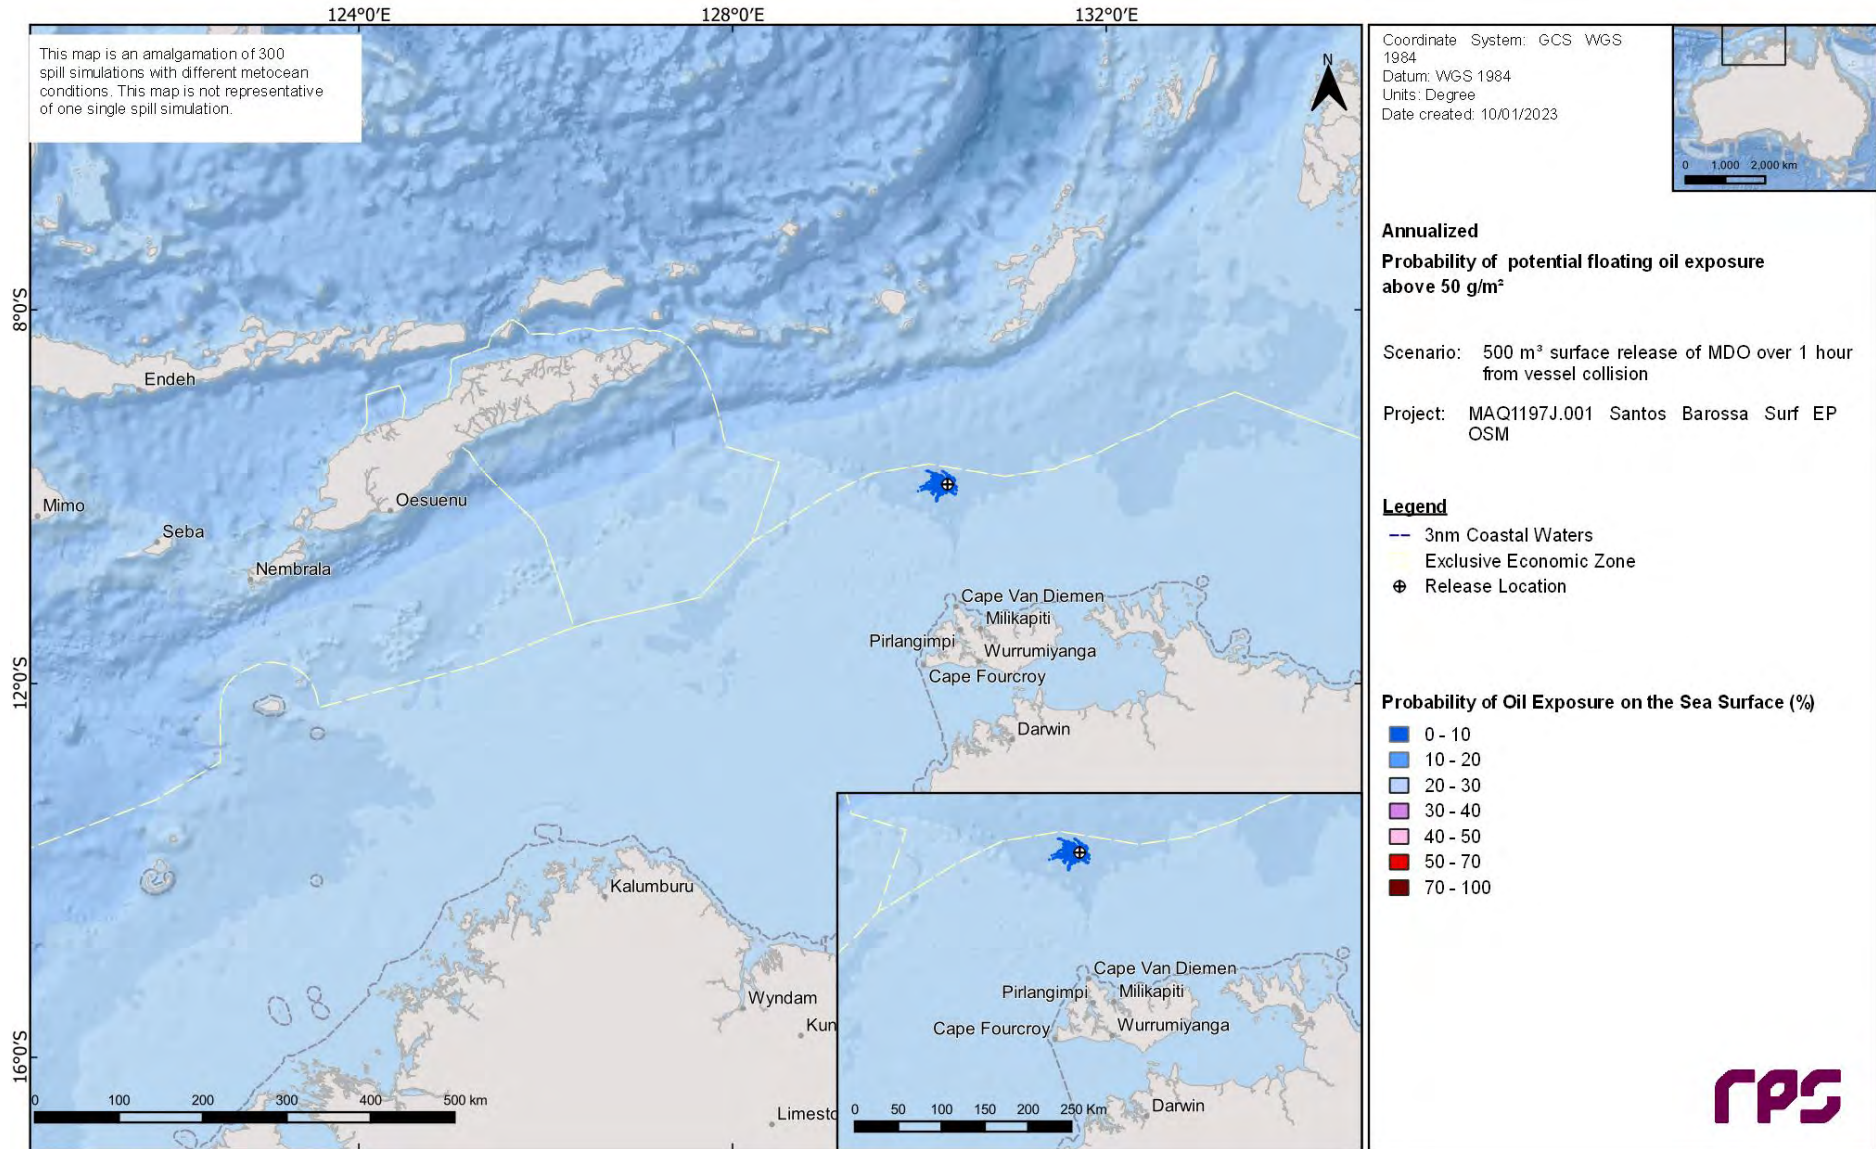 124°0'E
128°0'E
132°0'E
This map is an amalgamation of 300
spill simulations with different metocean
conditions. This map is not representative
of one single spill simulation.
N
8°0'S
12°0'S
16°0'S
Endeh
Mimo
Seba
Oesuenu
Nembrala
Cape Van Diemen
Milikapiti
Pirlangimpi
Wurrumiyanga
Cape Fourcroy
Darwin
Kalumburu
Wyndam
Kun
Limesto
0 100 200 300 400 500 km
Cape Van Diemen
Pirlangimpi
Milikapiti
Cape Fourcroy
Wurrumiyanga
Darwin
0 50 100 150 200 250 Km
Coordinate System: GCS WGS
1984
Datum: WGS 1984
Units: Degree
Date created: 10/01/2023
0 1,000 2,000 km
Annualized
Probability of potential floating oil exposure
above 50 g/m²
Scenario: 500 m³ surface release of MDO over 1 hour
from vessel collision
Project: MAQ1197J.001 Santos Barossa Surf EP
OSM
Legend
3nm Coastal Waters
Exclusive Economic Zone
Release Location
Probability of Oil Exposure on the Sea Surface (%)
0 - 10
10 - 20
20 - 30
30 - 40
40 - 50
50 - 70
70 - 100
rps